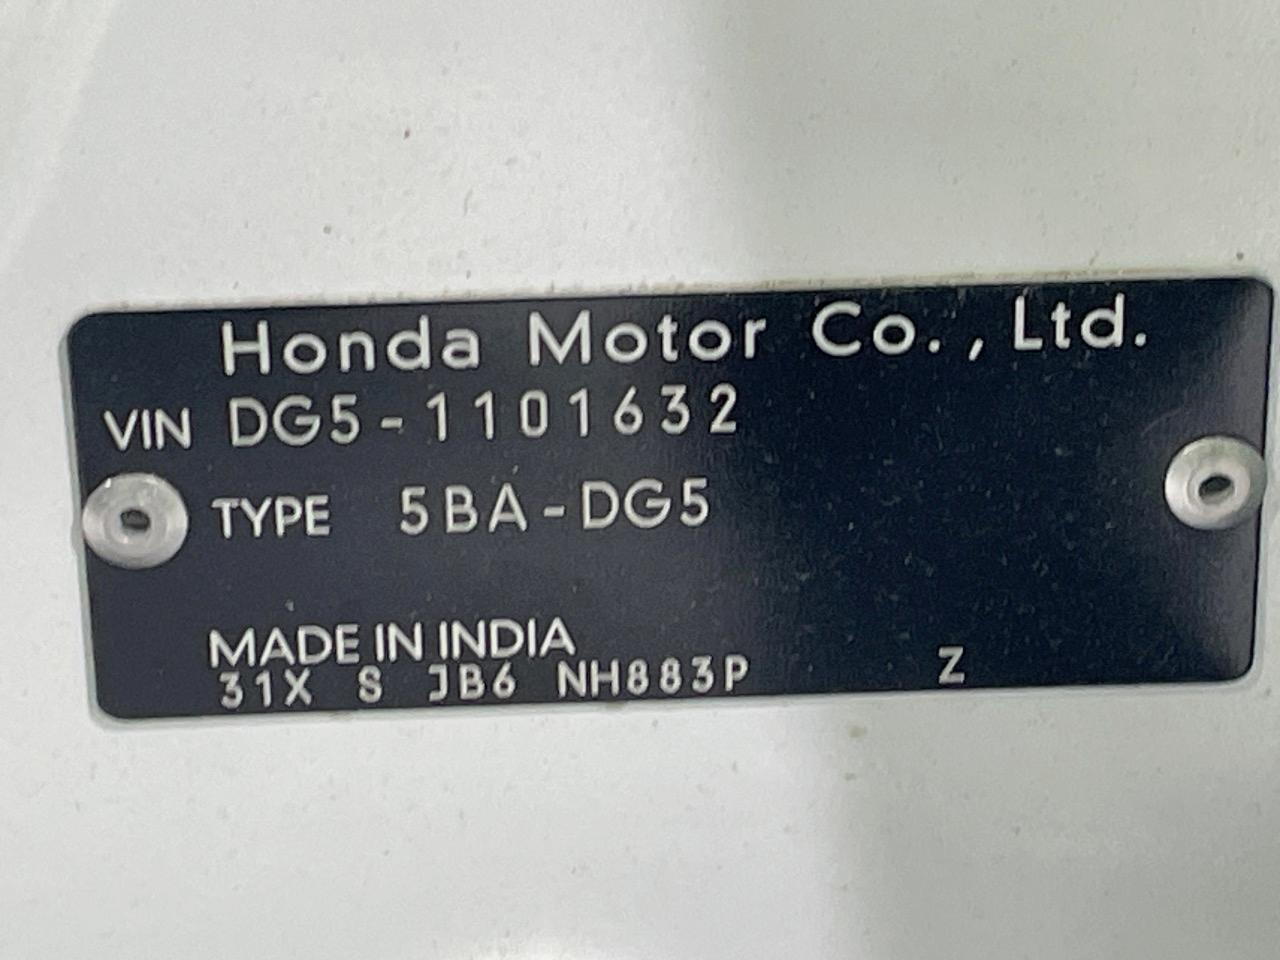 Honda Motor Co., Ltd.
VIN DG5-1101632
TYPE 5BA-DG5
MADE IN INDIA
31X S JB6 NH883P Z